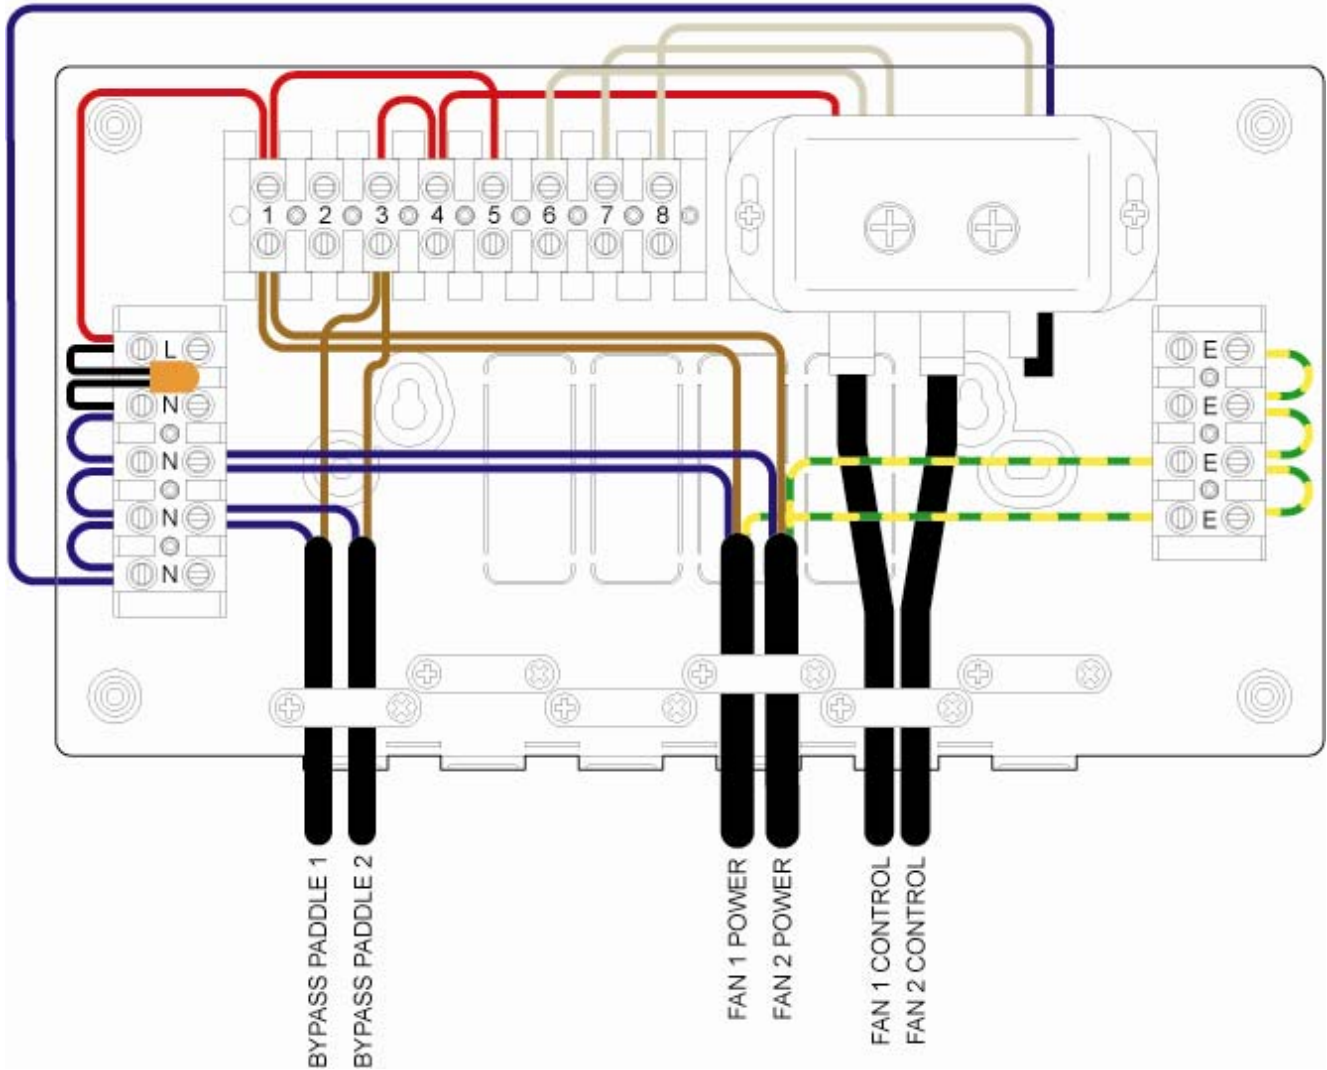 1 2 3 4 5 6 7 8
L
N
N
N
N
E
E
E
E
BYPASS PADDLE 1
BYPASS PADDLE 2
FAN 1 POWER
FAN 2 POWER
FAN 1 CONTROL
FAN 2 CONTROL